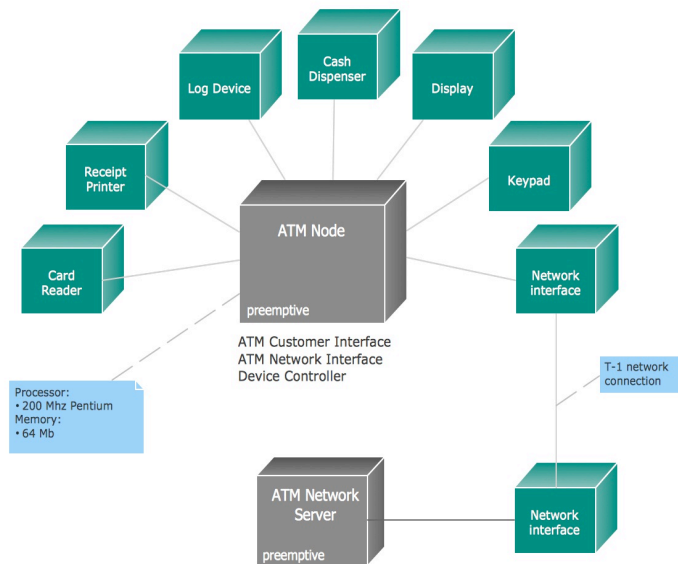 Cash
Dispenser
Log Device
Display
Receipt
Printer
Keypad
ATM Node
preemptive
Card
Reader
Network
interface
ATM Customer Interface
ATM Network Interface
Device Controller
T-1 network
connection
Processor:
• 200 Mhz Pentium
Memory:
• 64 Mb
ATM Network
Server
preemptive
Network
interface